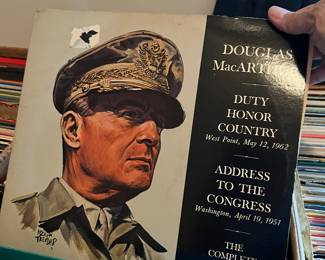 DOUGLAS
MacARTHUR
DUTY
HONOR
COUNTRY
West Point, May 12, 1962
ADDRESS
TO THE
CONGRESS
Washington, April 19, 1951
THE
COMPLETE